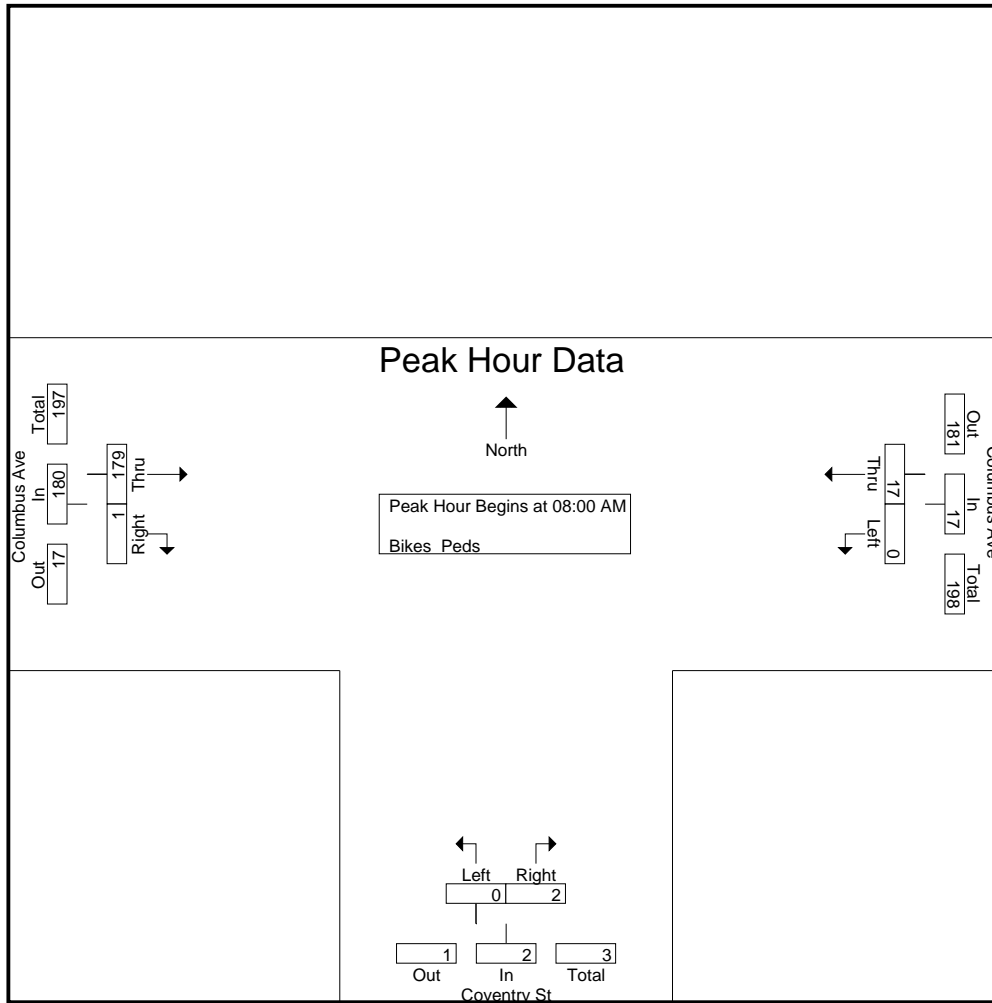 Peak Hour Data
North
Peak Hour Begins at 08:00 AM
Bikes Peds
Columbus Ave
Out
In
Total
17
180
197
Right
Thru
1
179
Columbus Ave
Out
In
Total
181
17
198
Thru
Left
17
0
Left
Right
0
2
1
2
3
Out
In
Total
Coventry St